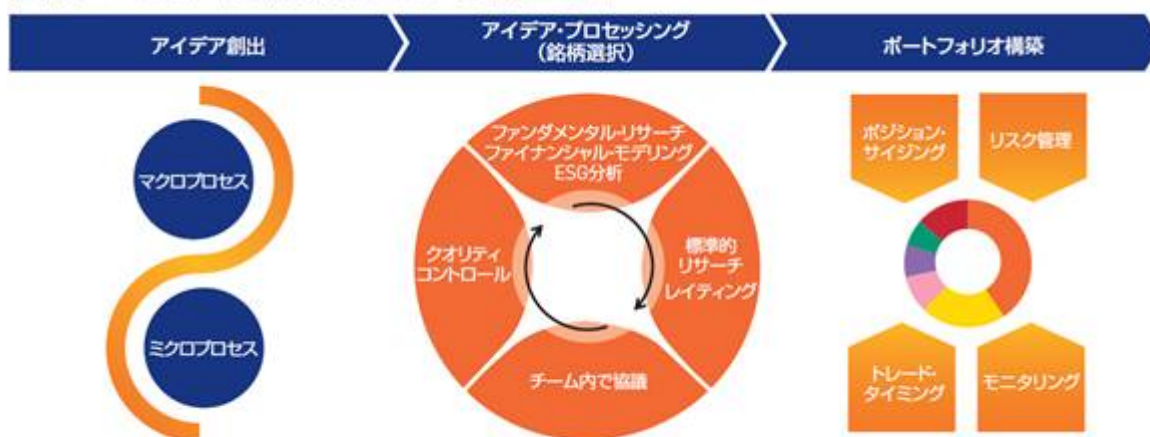 アイデア創出
アイデア・プロセッシング
(銘柄選択)
ポートフォリオ構築
マクロプロセス
ミクロプロセス
ファンダメンタル・リサーチ
ファイナンシャル・モデリング
ESG分析
クオリティ
コントロール
標準的
リサーチ
レイティング
チーム内で協議
ポジション・
サイジング
リスク管理
トレード・
タイミング
モニタリング